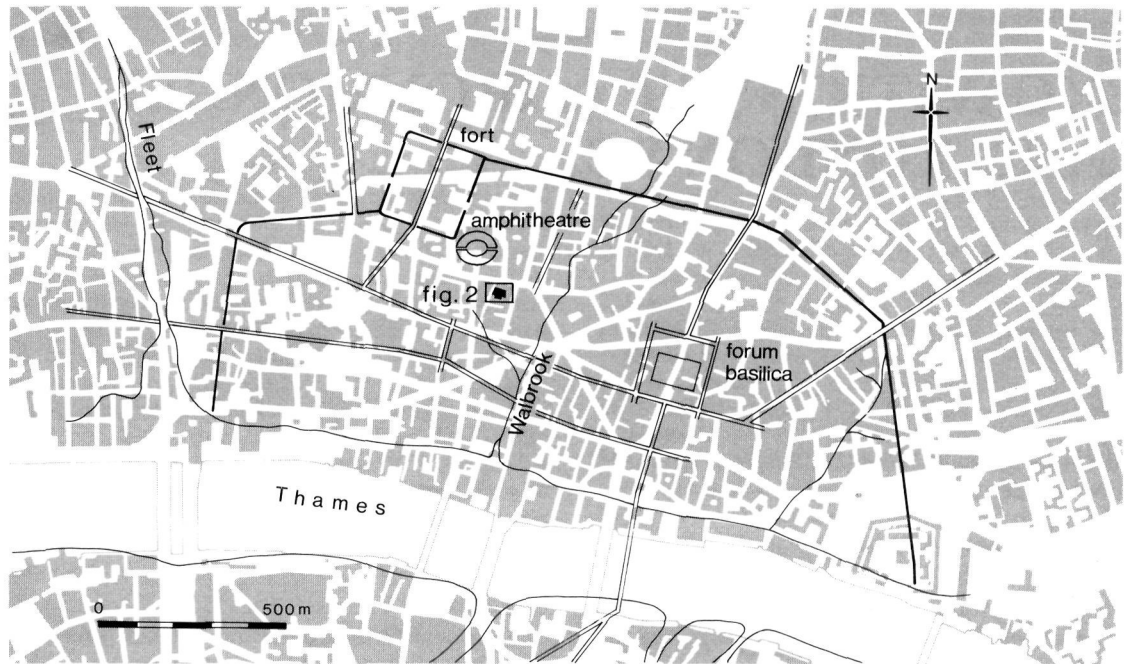 N
Fleet
fort
amphitheatre
fig. 2
forum
basilica
Walbrook
Thames
0 500 m